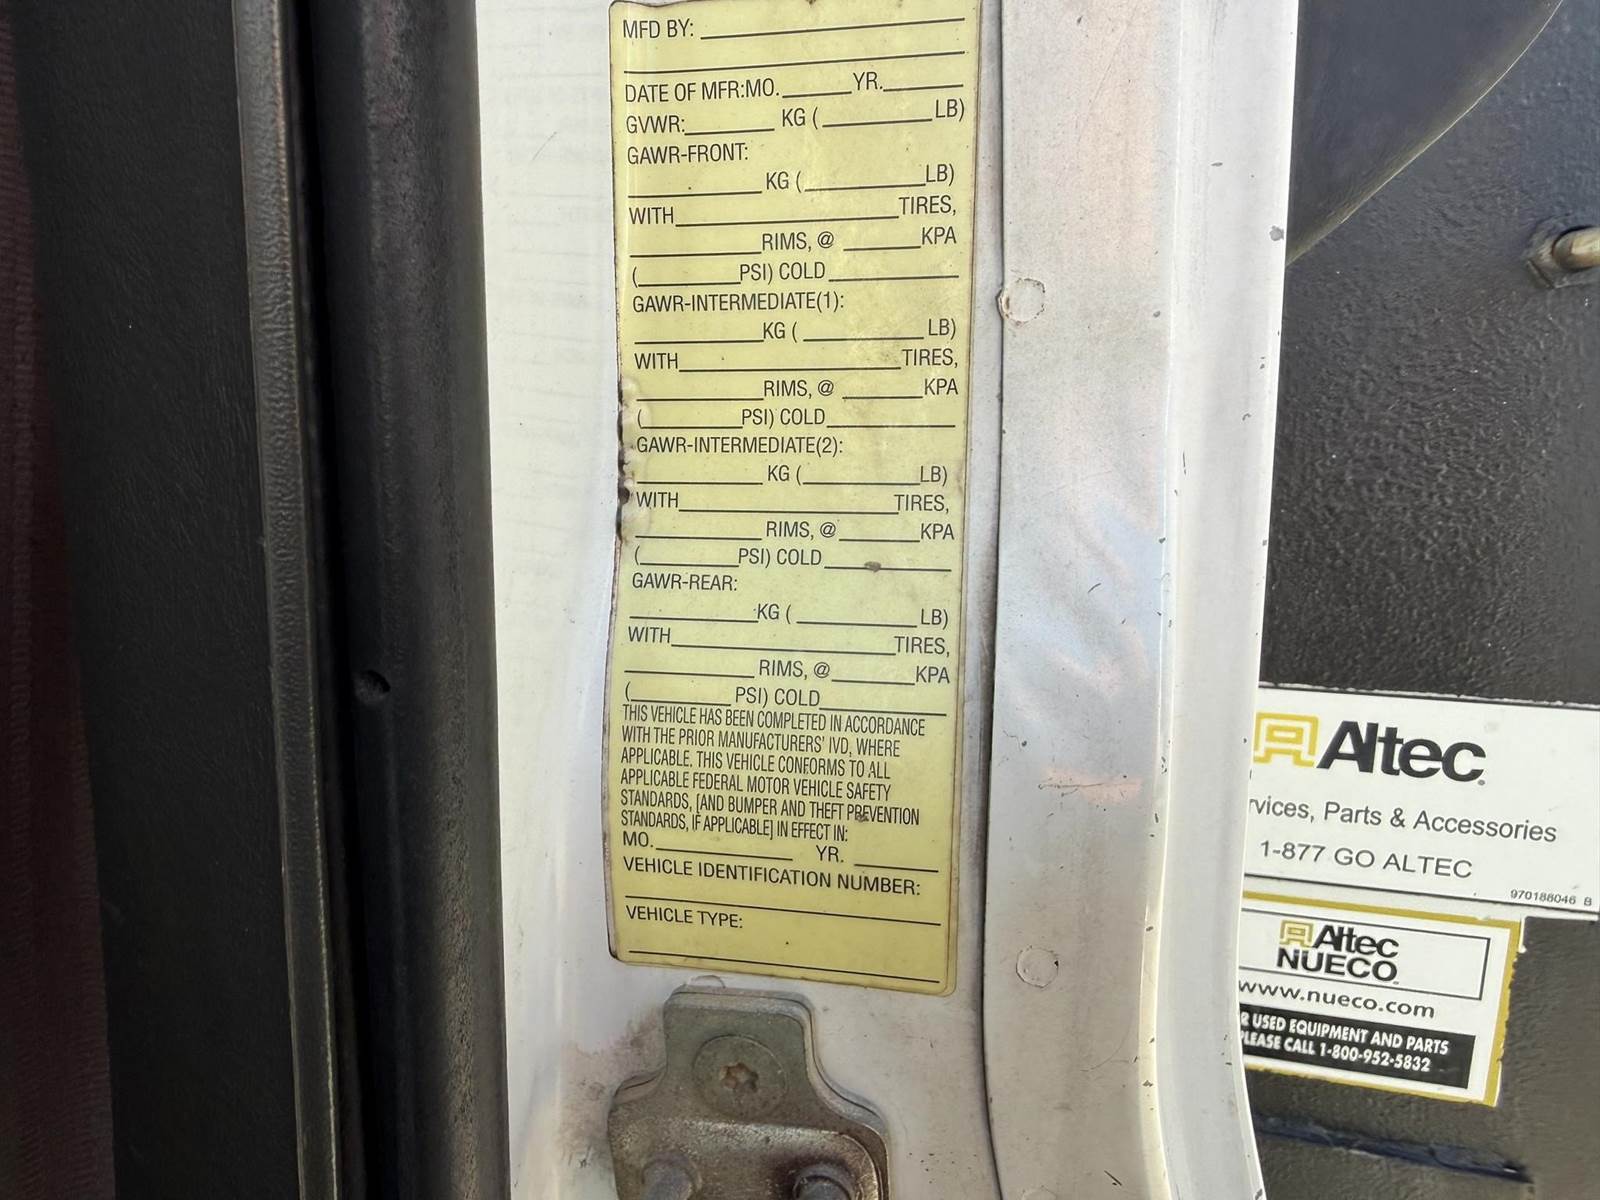 MFD BY:
DATE OF MFR:MO. YR.
GVWR: KG ( LB)
GAWR-FRONT:
KG ( LB)
WITH TIRES,
RIMS, @ KPA
( PSI) COLD
GAWR-INTERMEDIATE(1):
KG ( LB)
WITH TIRES,
RIMS, @ KPA
( PSI) COLD
GAWR-INTERMEDIATE(2):
KG ( LB)
WITH TIRES,
RIMS, @ KPA
( PSI) COLD
GAWR-REAR:
KG ( LB)
WITH TIRES,
RIMS, @ KPA
( PSI) COLD
THIS VEHICLE HAS BEEN COMPLETED IN ACCORDANCE
WITH THE PRIOR MANUFACTURERS' IVD, WHERE
APPLICABLE. THIS VEHICLE CONFORMS TO ALL
APPLICABLE FEDERAL MOTOR VEHICLE SAFETY
STANDARDS, [AND BUMPER AND THEFT PREVENTION
STANDARDS, IF APPLICABLE] IN EFFECT IN:
MO. YR.
VEHICLE IDENTIFICATION NUMBER:
VEHICLE TYPE:
Altec
rvices, Parts & Accessories
1-877 GO ALTEC
970188046 B
Altec
NUECO
www.nueco.com
R USED EQUIPMENT AND PARTS
PLEASE CALL 1-800-952-5832